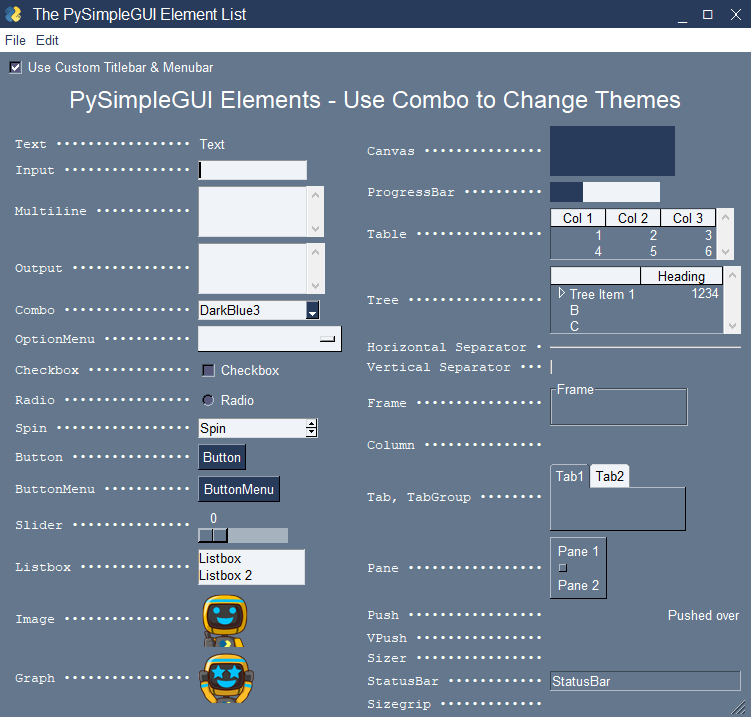 The PySimpleGUI Element List
File Edit
Use Custom Titlebar & Menubar
PySimpleGUI Elements - Use Combo to Change Themes
Text Text
Input
Multiline
Output
Combo DarkBlue3
OptionMenu
Checkbox Checkbox
Radio Radio
Spin Spin
Button Button
ButtonMenu ButtonMenu
Slider 0
Listbox Listbox
Listbox 2
Image
Graph
Canvas
ProgressBar
Table Col 1 Col 2 Col 3
1 2 3
4 5 6
Tree Heading
Tree Item 1 1234
B
C
Horizontal Separator
Vertical Separator
Frame Frame
Column
Tab, TabGroup Tab1 Tab2
Pane Pane 1
Pane 2
Push Pushed over
VPush
Sizer
StatusBar StatusBar
Sizegrip